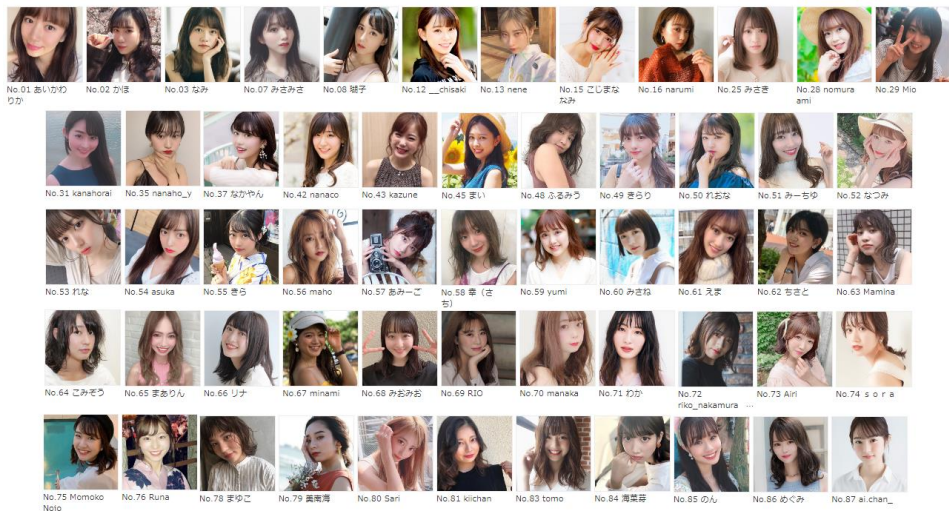 No.01 あいかわ
りか
No.02 かほ
No.03 なみ
No.07 みさみさ
No.08 瑚子
No.12 __chisaki
No.13 nene
No.15 こじまな
なみ
No.16 narumi
No.25 みさき
No.28 nomura
ami
No.29 Mio
No.31 kanahorai
No.35 nanaho_y
No.37 なかやん
No.42 nanaco
No.43 kazune
No.45 まい
No.48 ふるみう
No.49 きらり
No.50 れおな
No.51 みーちゆ
No.52 なつみ
No.53 れな
No.54 asuka
No.55 きら
No.56 maho
No.57 あみーご
No.58 幸（さ
ち）
No.59 yumi
No.60 みさね
No.61 えま
No.62 ちさと
No.63 Mamina
No.64 こみぞう
No.65 まありん
No.66 リナ
No.67 minami
No.68 みおみお
No.69 RIO
No.70 manaka
No.71 わか
No.72
riko_nakamura …
No.73 Airi
No.74 ｓｏｒａ
No.75 Momoko
Nojo
No.76 Runa
No.78 まゆこ
No.79 美南海
No.80 Sari
No.81 kiichan
No.83 tomo
No.84 海菜芽
No.85 のん
No.86 めぐみ
No.87 ai.chan_